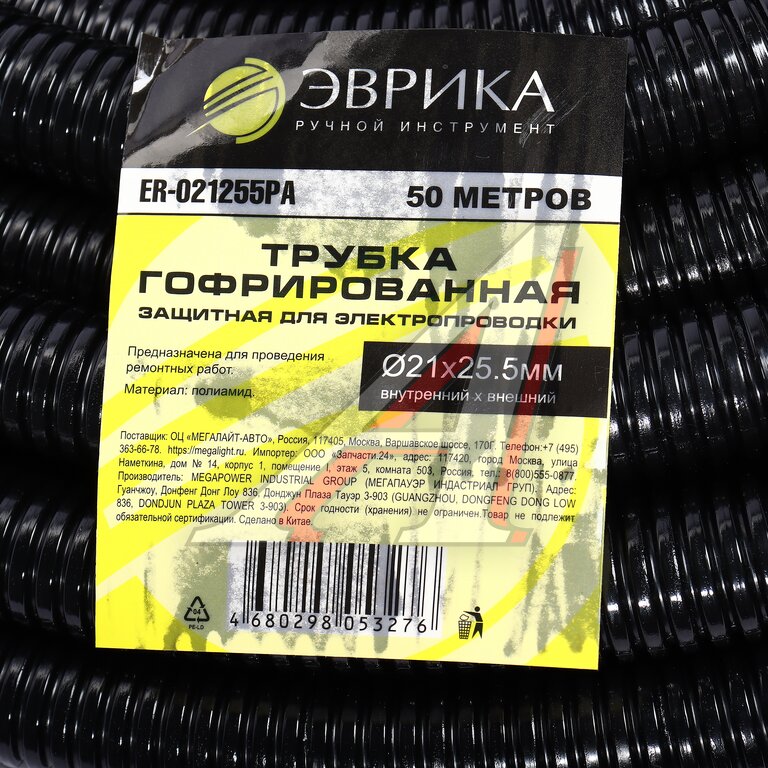 ЭВРИКА
РУЧНОЙ ИНСТРУМЕНТ
ER-021255PA 50 МЕТРОВ
ТРУБКА
ГОФРИРОВАННАЯ
ЗАЩИТНАЯ ДЛЯ ЭЛЕКТРОПРОВОДКИ
Предназначена для проведения
ремонтных работ.
Материал: полиамид.
Ø21x25.5мм
внутренний х внешний
Поставщик: ОЦ «МЕГАЛАЙТ-АВТО», Россия, 117405, Москва, Варшавское шоссе, 170Г. Телефон:+7 (495)
363-66-78. https://megalight.ru. Импортер: ООО «Запчасти.24», адрес: 117420, город Москва, улица
Наметкина, дом № 14, корпус 1, помещение I, этаж 5, комната 503, Россия, тел.: 8(800)555-0877.
Производитель: MEGAPOWER INDUSTRIAL GROUP (МЕГАПАУЭР ИНДАСТРИАЛ ГРУП). Адрес:
Гуанчжоу, Донфенг Донг Лоу 836, Донджун Плаза Тауэр 3-903 (GUANGZHOU, DONGFENG DONG LOW
836, DONDJUN PLAZA TOWER 3-903). Срок годности (хранения) не ограничен.Товар не подлежит
обязательной сертификации. Сделано в Китае.
04
PE-LD
4 680298 053276